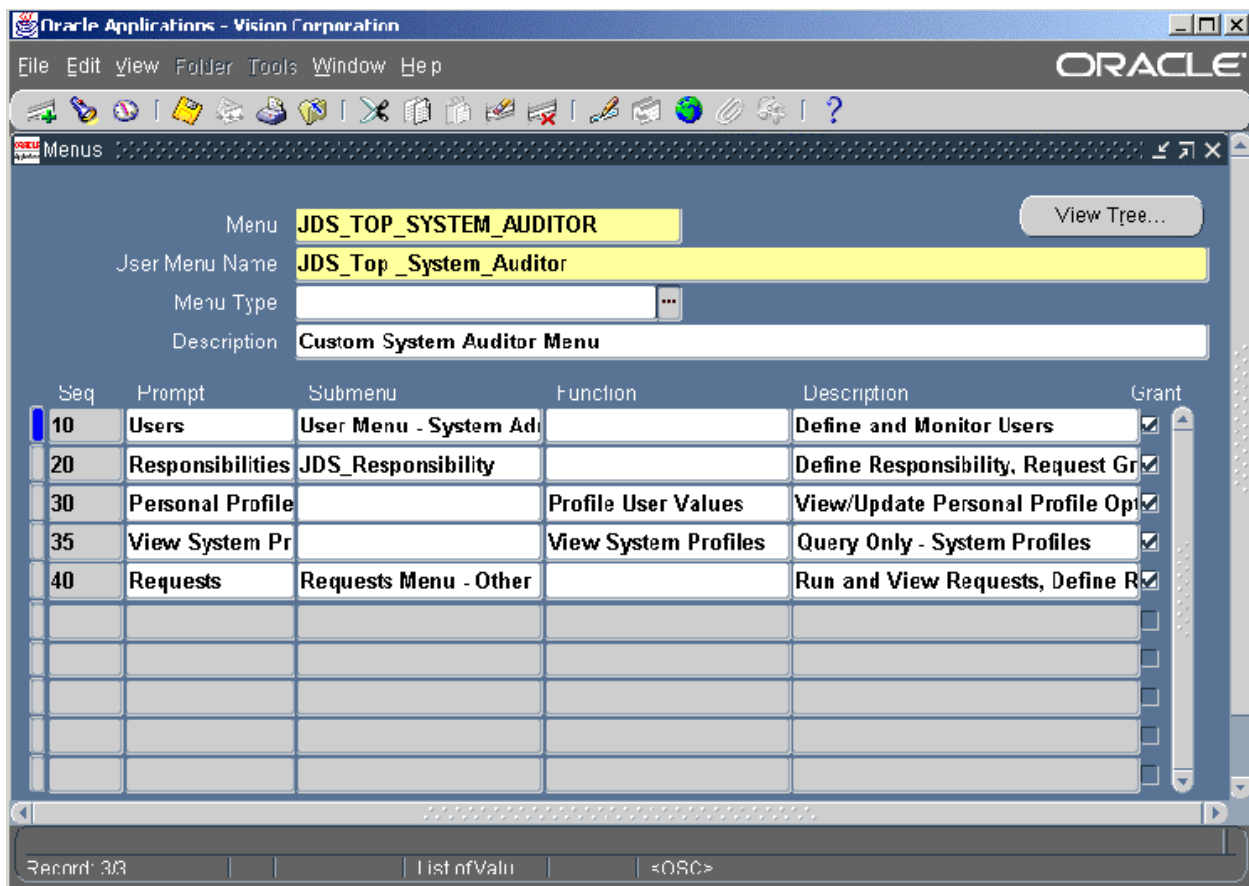 Oracle Applications - Vision Corporation
File Edit View Folder Tools Window Help
ORACLE
Menus
Menu JDS_TOP_SYSTEM_AUDITOR View Tree...
User Menu Name JDS_Top _System_Auditor
Menu Type ...
Description Custom System Auditor Menu
Seq Prompt Submenu Function Description Grant
10 Users User Menu - System Adi Define and Monitor Users
20 Responsibilities JDS_Responsibility Define Responsibility, Request Gr
30 Personal Profile Profile User Values View/Update Personal Profile Opt
35 View System Pr View System Profiles Query Only - System Profiles
40 Requests Requests Menu - Other Run and View Requests, Define R
Record: 3/3 List of Valu <OSC>